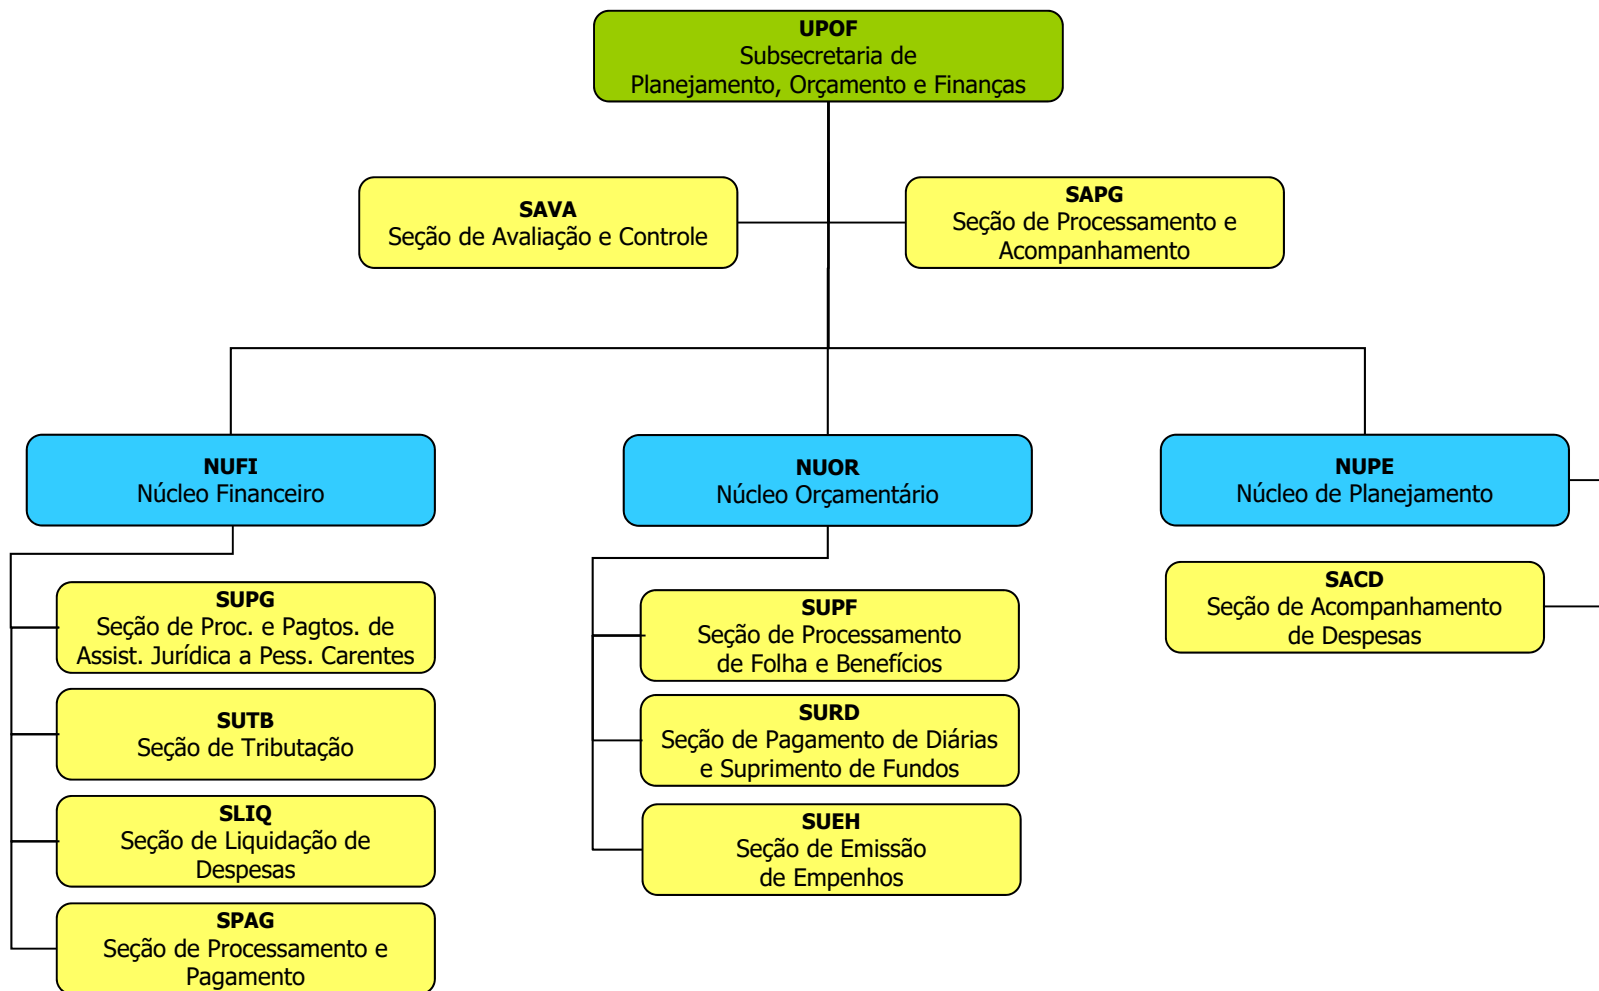 UPOF
Subsecretaria de
Planejamento, Orçamento e Finanças
SAVA
Seção de Avaliação e Controle
SAPG
Seção de Processamento e
Acompanhamento
NUFI
Núcleo Financeiro
NUOR
Núcleo Orçamentário
NUPE
Núcleo de Planejamento
SUPG
Seção de Proc. e Pagtos. de
Assist. Jurídica a Pess. Carentes
SUTB
Seção de Tributação
SLIQ
Seção de Liquidação de
Despesas
SPAG
Seção de Processamento e
Pagamento
SUPF
Seção de Processamento
de Folha e Benefícios
SURD
Seção de Pagamento de Diárias
e Suprimento de Fundos
SUEH
Seção de Emissão
de Empenhos
SACD
Seção de Acompanhamento
de Despesas